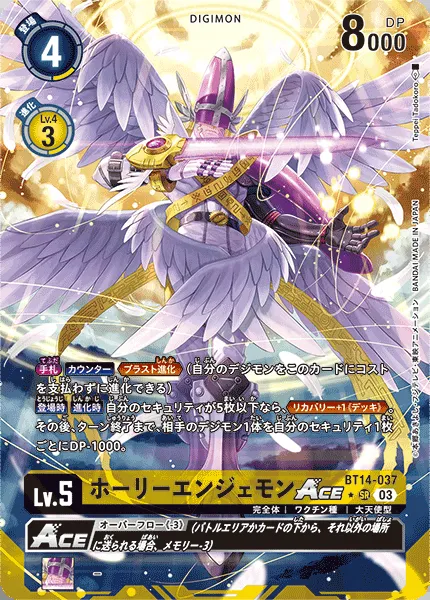 DIGIMON
登場
4
DP
8000
進化
Lv.4
3
Teppei Tadokoro
BANDAI MADE IN JAPAN
手札 カウンター ブラスト進化 (自分のデジモンをこのカードにコスト
を支払わずに進化できる)
登場時 進化時 自分のセキュリティが5枚以下なら、リカバリー+1《デッキ》。
その後、ターン終了まで、相手のデジモン1体を自分のセキュリティ1枚
ごとにDP-1000。
BT14-037
Lv.5 ホーリーエンジェモンACE SR 03
完全体 | ワクチン種 | 大天使型
ACE オーバーフロー《-3》 (バトルエリアかカードの下から、それ以外の場所
に送られる場合、メモリー-3)
-